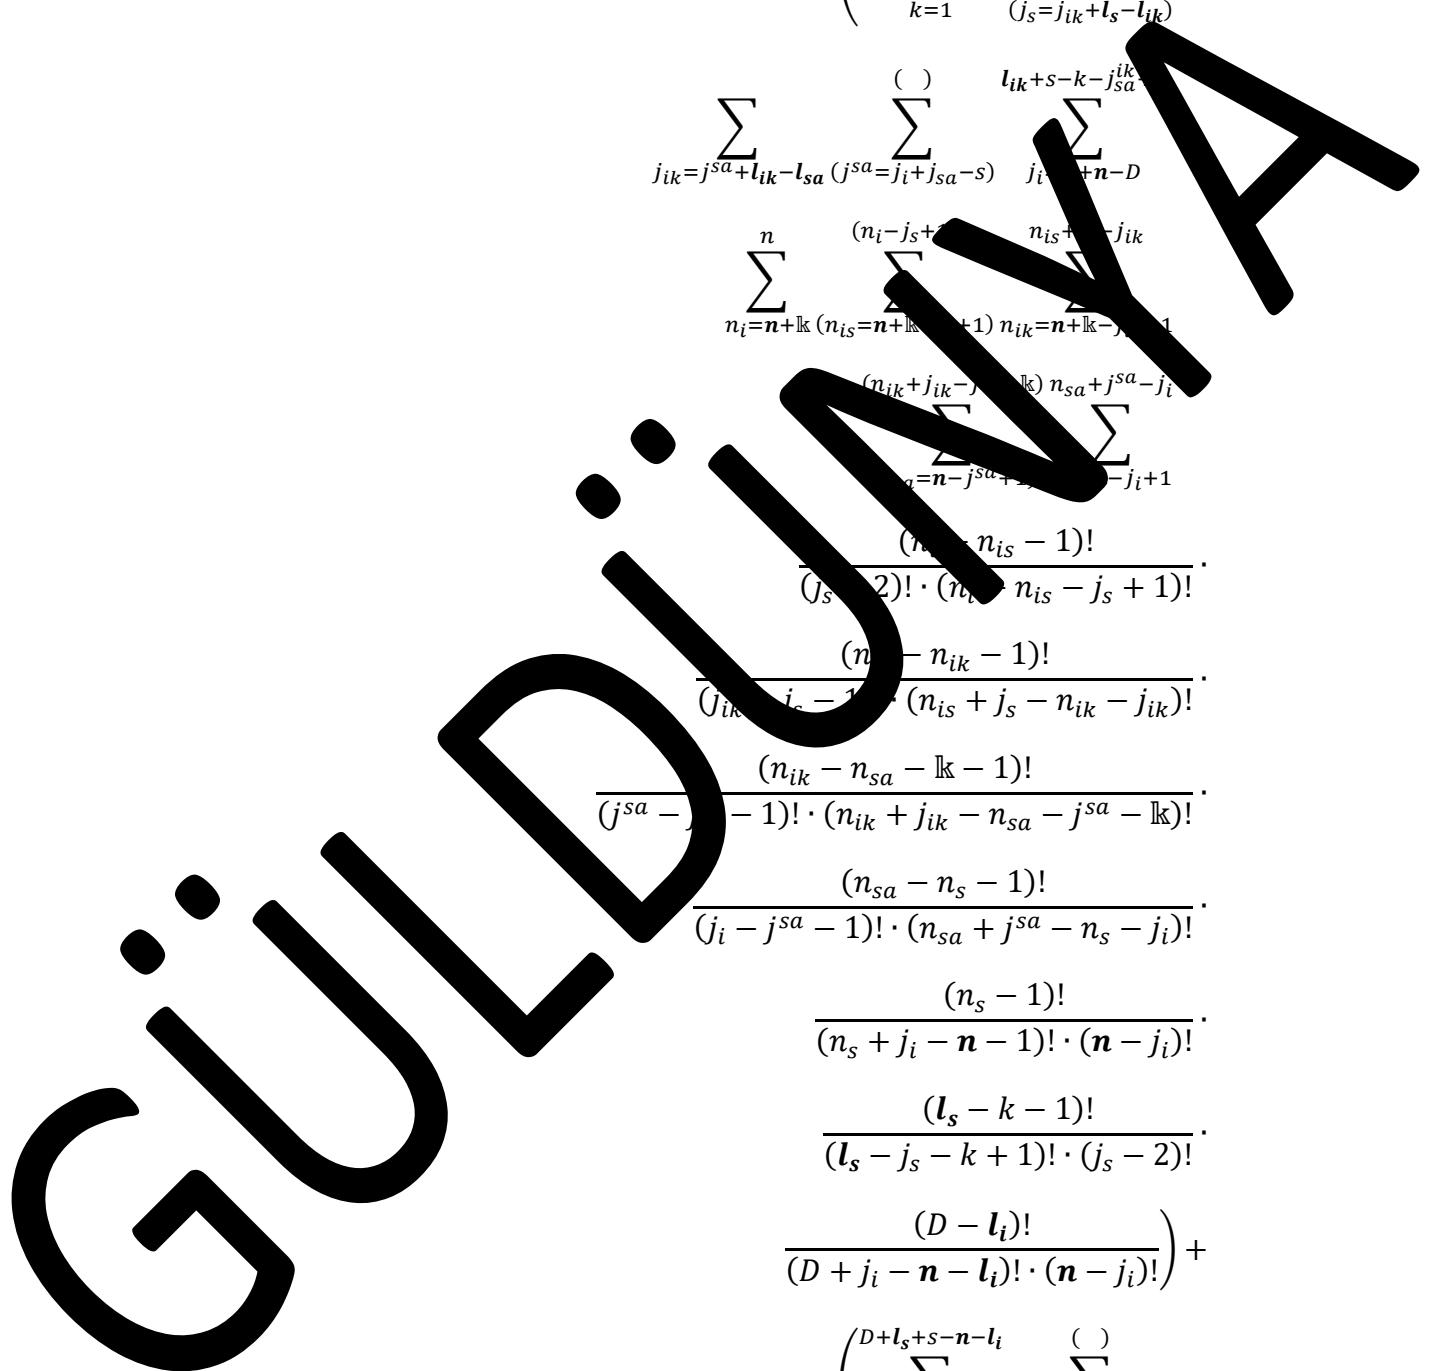 k=1 (j_s=j_{ik}+l_s−l_{ik})
( ) l_{ik}+s−k−j_{sa}^{ik}
∑ ∑ ∑
j_{ik}=j^{sa}+l_{ik}−l_{sa} (j^{sa}=j_i+j_{sa}−s) +n−D
n (n_i−j_s+
∑ ∑ ∑
n_i=n+𝕜 (n_{is}=n+𝕜 +1) n_{ik}=n+𝕜−
(n_{ik}+j_{ik}− 𝕜) n_{sa}+j^{sa}−j_i
∑ ∑
=n−j^{sa}+1) −j_i+1
n_{is} − 1)!
(j_s 2)! · (n_i − n_{is} − j_s + 1)! ·
− n_{ik} − 1)!
(j_{ik} j_s − 1 · (n_{is} + j_s − n_{ik} − j_{ik})! ·
(n_{ik} − n_{sa} − 𝕜 − 1)!
(j^{sa} − − 1)! · (n_{ik} + j_{ik} − n_{sa} − j^{sa} − 𝕜)! ·
(n_{sa} − n_s − 1)!
(j_i − j^{sa} − 1)! · (n_{sa} + j^{sa} − n_s − j_i)! ·
(n_s − 1)!
(n_s + j_i − n − 1)! · (n − j_i)! ·
(l_s − k − 1)!
(l_s − j_s − k + 1)! · (j_s − 2)! ·
(D − l_i)!
(D + j_i − n − l_i)! · (n − j_i)! ) +
( D+l_s+s−n−l_i ( )
∑ ∑
GÜLDÜNYA